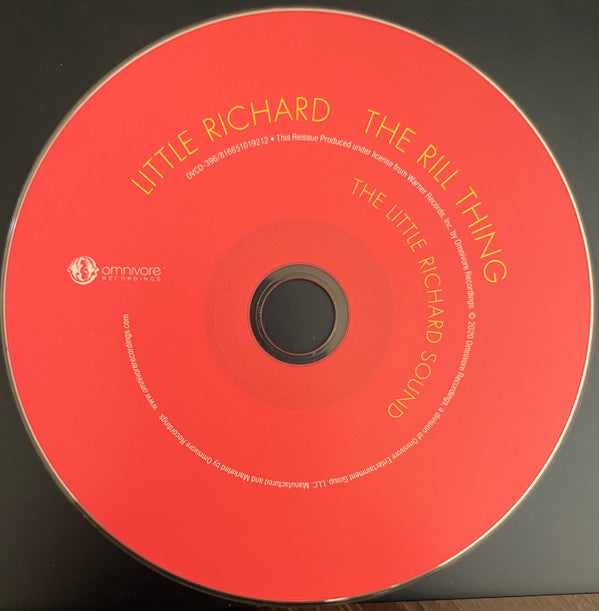 LITTLE RICHARD THE RILL THING
THE LITTLE RICHARD SOUND
OVCD-398/816651019212 • This Reissue Produced under license from Warner Records, Inc. by Omnivore Recordings. © 2020 Omnivore Recordings, a division of Omnivore Entertainment Group, LLC. Manufactured and Marketed by Omnivore Recordings. www.omnivorerecordings.com
omnivore™
RECORDINGS